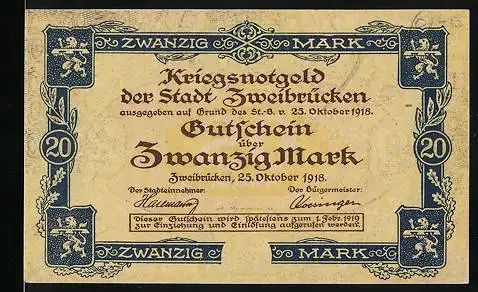 ZWANZIG MARK
Kriegsnotgeld
der Stadt Zweibrücken
ausgegeben auf Grund des St.-B. v. 25. Oktober 1918.
Gutschein
über
20 Zwanzig Mark 20
Zweibrücken, 25. Oktober 1918.
Der Stadteinnehmer: Der Bürgermeister:
Dieser Gutschein wird spätestens zum 1. Febr. 1919
zur Einziehung und Einlösung aufgerufen werden.
ZWANZIG MARK